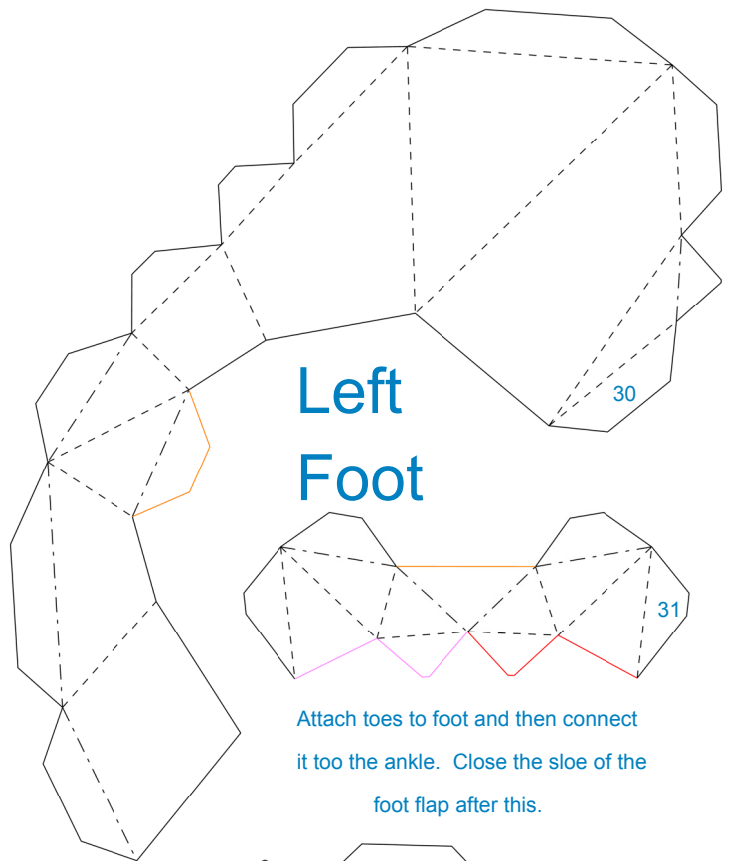 Left
Foot
30
31
Attach toes to foot and then connect
it too the ankle.  Close the sloe of the
foot flap after this.